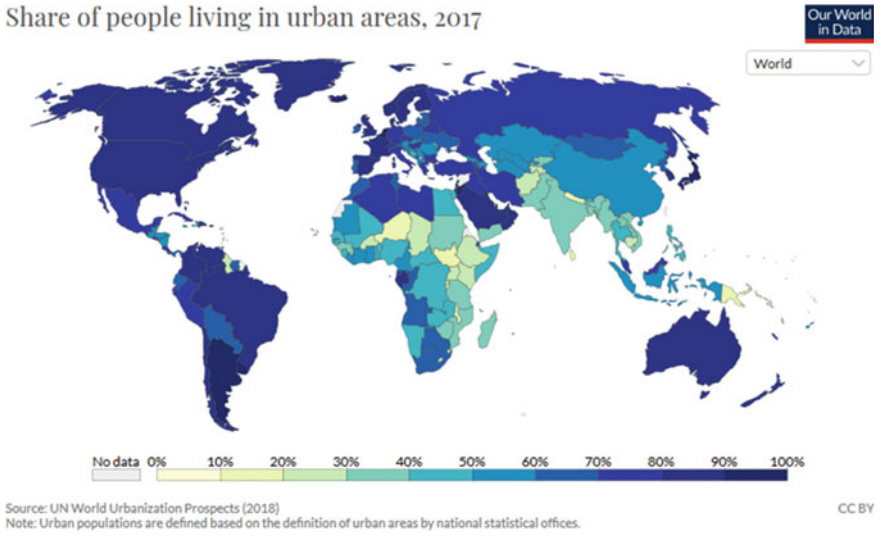 Share of people living in urban areas, 2017
Our World
in Data
World
No data 0% 10% 20% 30% 40% 50% 60% 70% 80% 90% 100%
Source: UN World Urbanization Prospects (2018)
CC BY
Note: Urban populations are defined based on the definition of urban areas by national statistical offices.